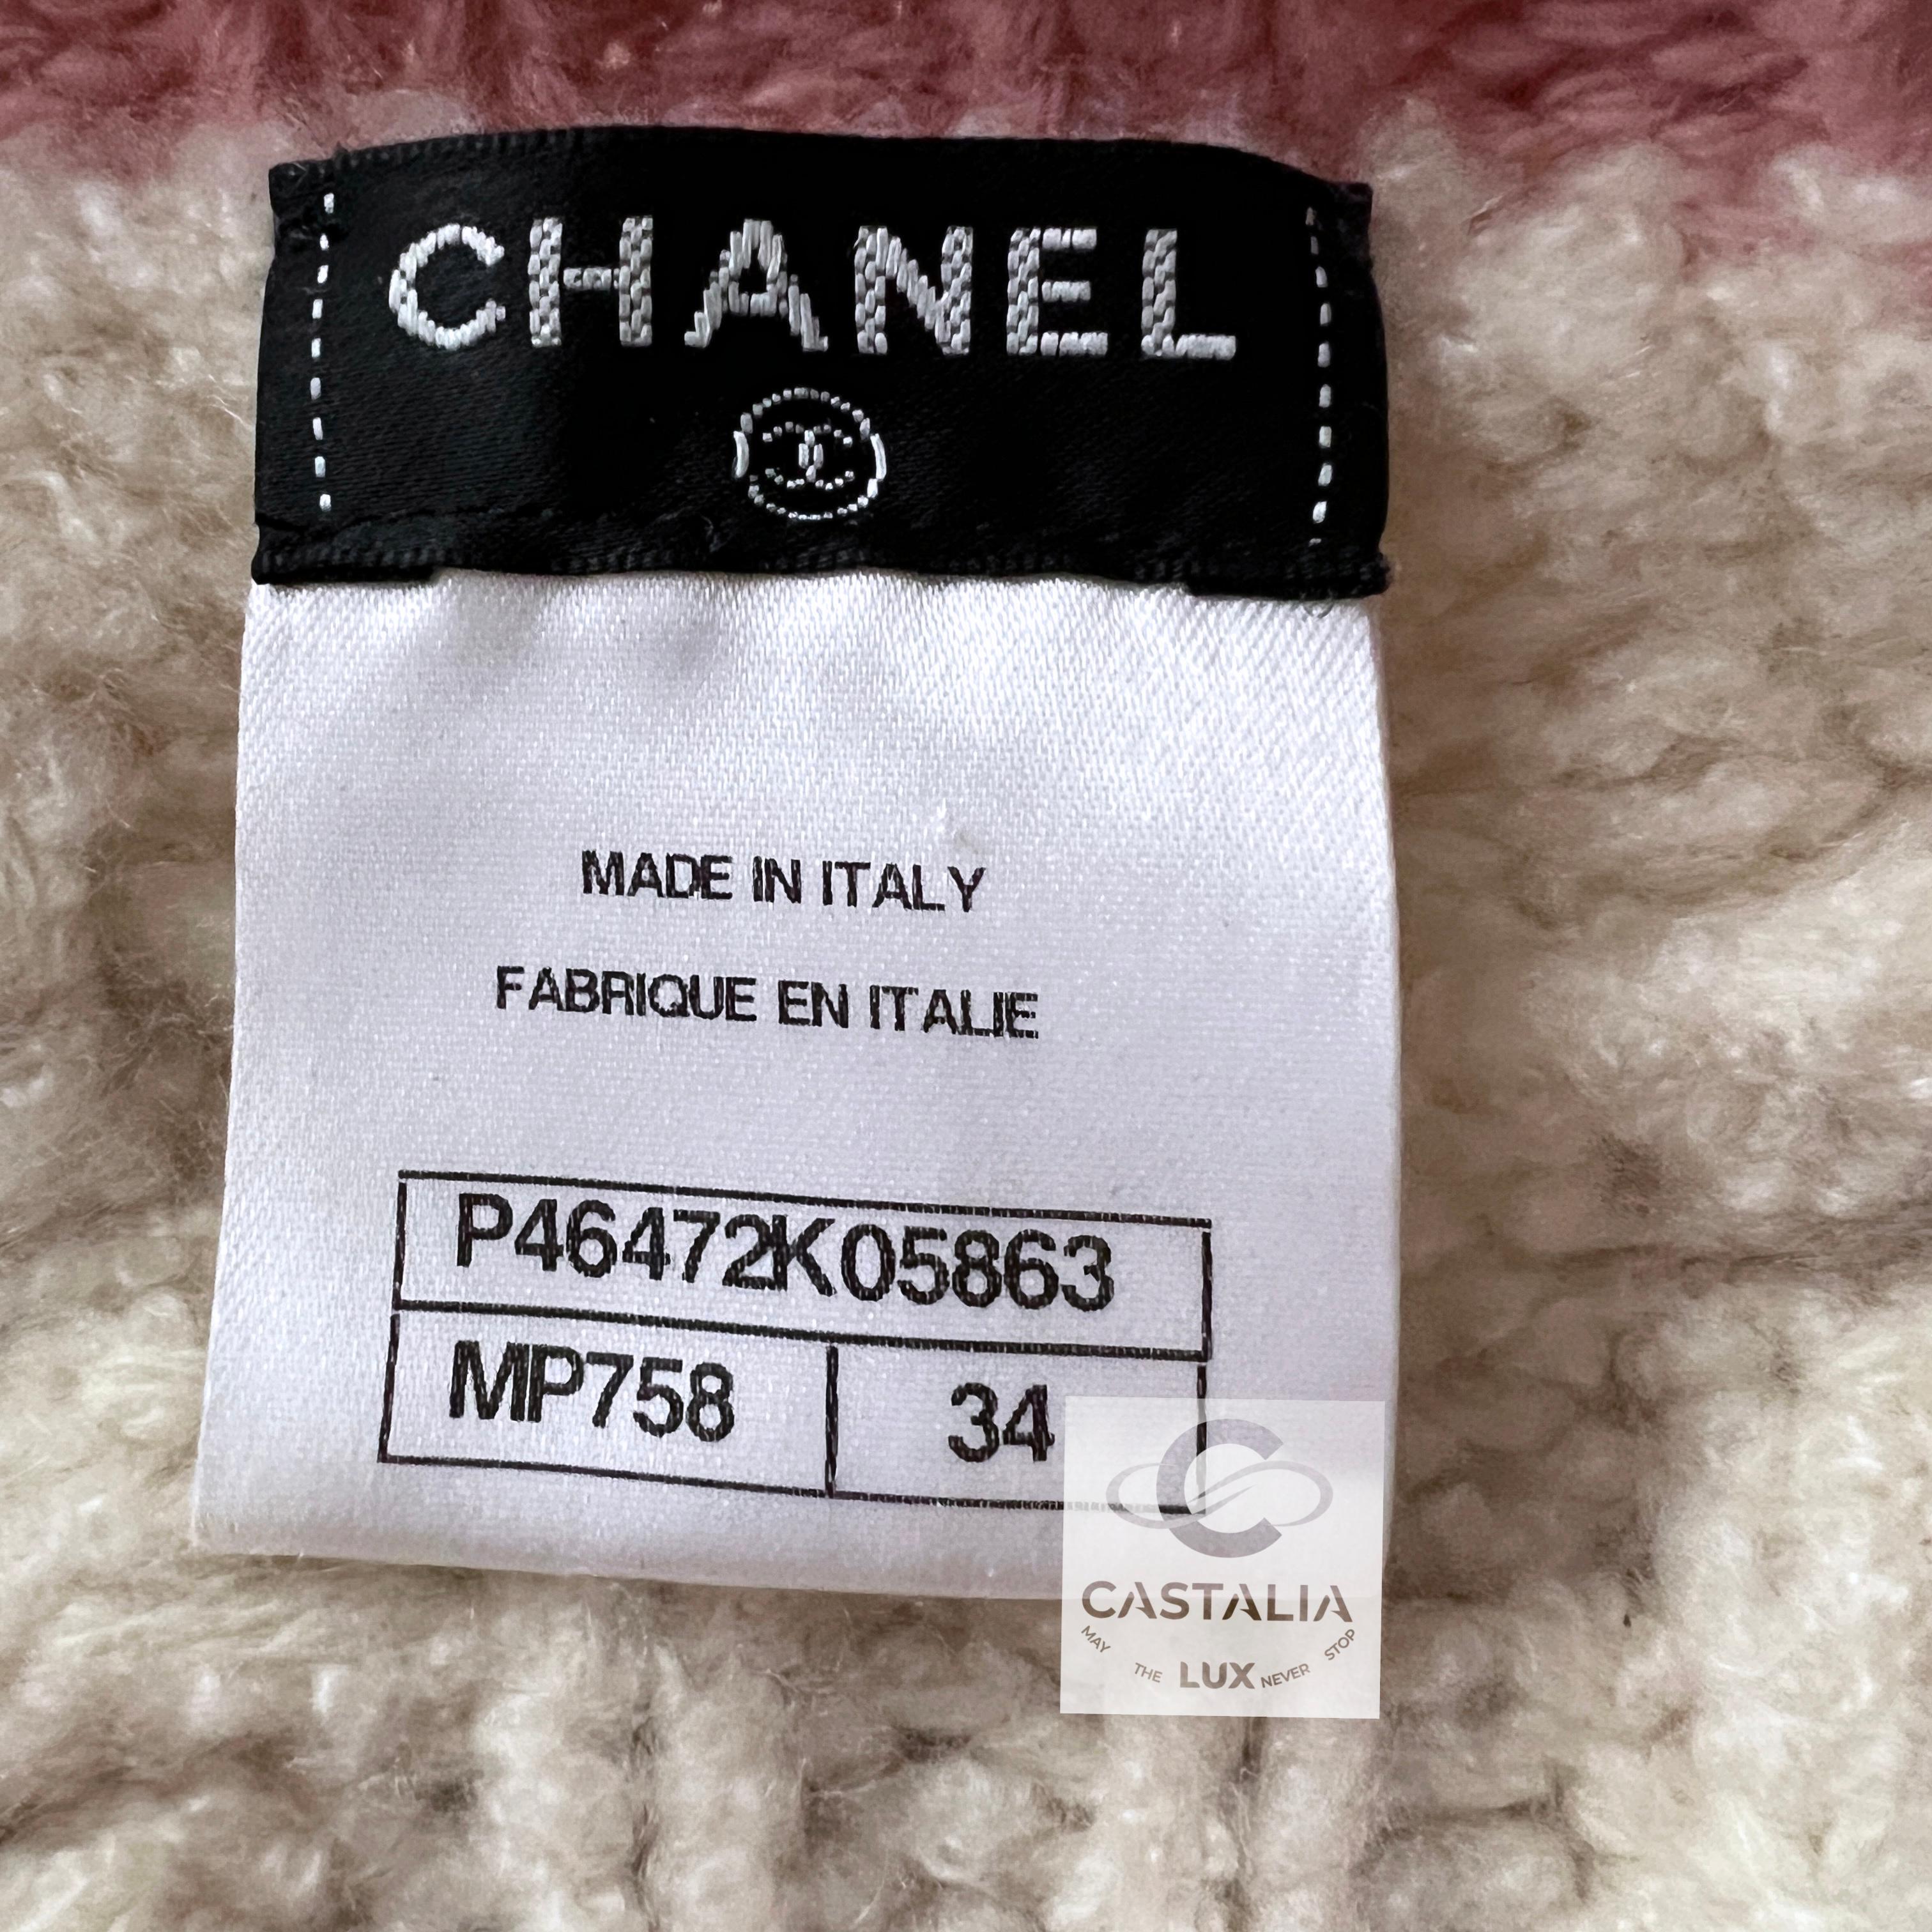 CHANEL
MADE IN ITALY
FABRIQUE EN ITALIE
P46472K05863
MP758
34
CASTALIA
MAY THE LUX NEVER STOP